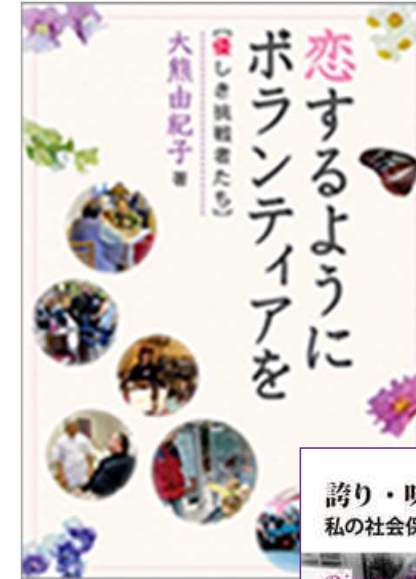 恋するように
ボランティアを
〔優しき挑戦者たち〕
大熊由紀子 著
誇り・
私の社会保